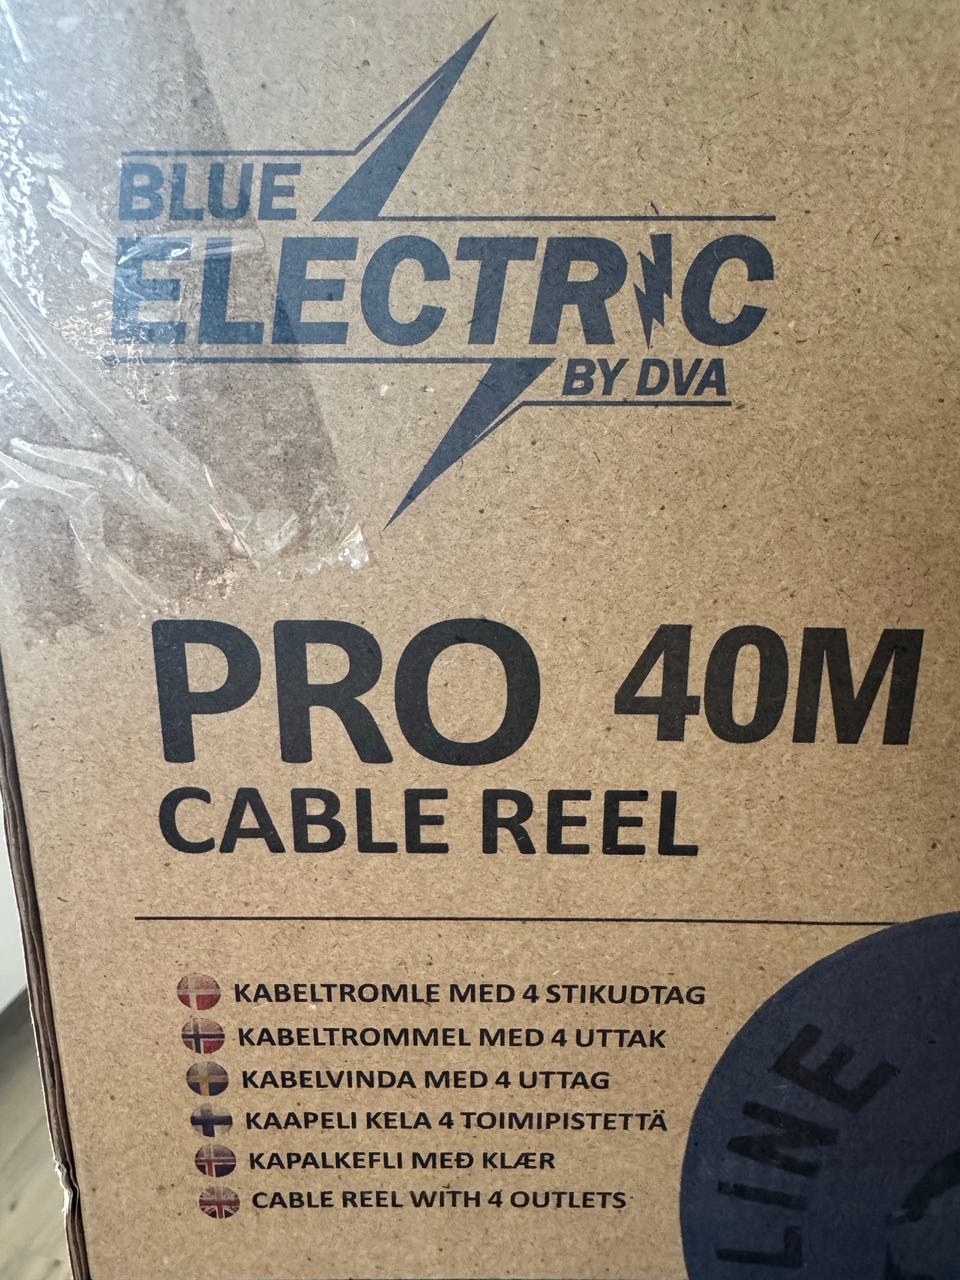 BLUE
ELECTRIC
BY DVA
PRO 40M
CABLE REEL
KABELTROMLE MED 4 STIKUDTAG
KABELTROMMEL MED 4 UTTAK
KABELVINDA MED 4 UTTAG
KAAPELI KELA 4 TOIMIPISTETTÄ
KAPALKEFLI MEÐ KLÆR
CABLE REEL WITH 4 OUTLETS
LINE